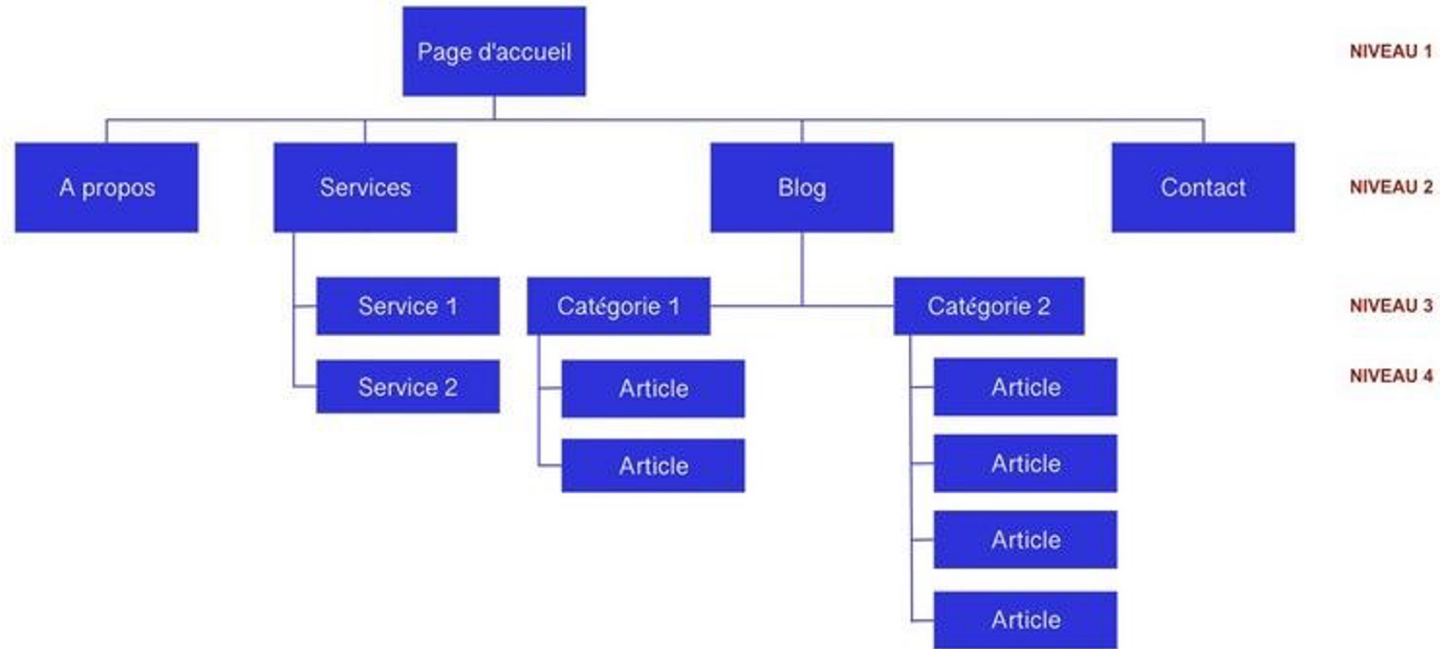 Page d'accueil
NIVEAU 1
A propos
Services
Blog
Contact
NIVEAU 2
Service 1
Catégorie 1
Catégorie 2
NIVEAU 3
Service 2
Article
Article
NIVEAU 4
Article
Article
Article
Article